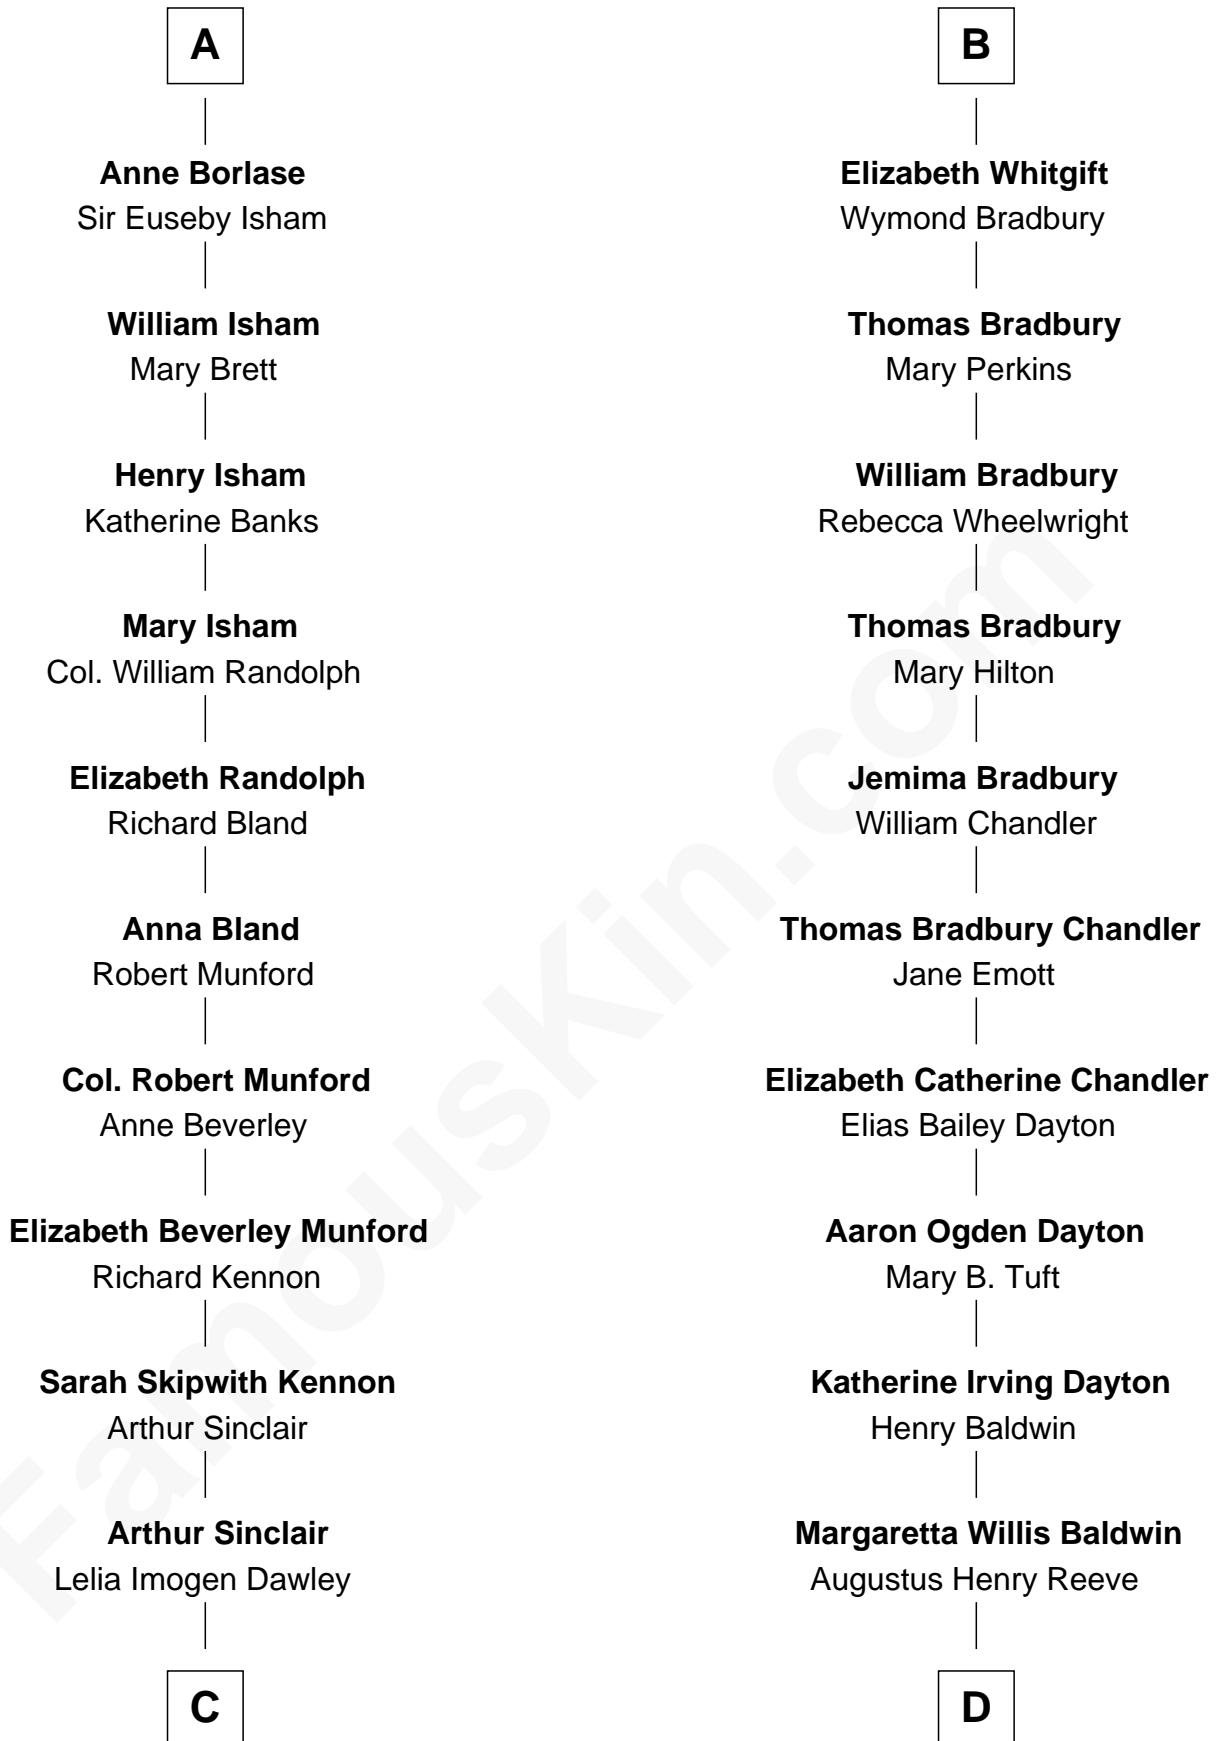 A
Anne Borlase
Sir Euseby Isham
William Isham
Mary Brett
Henry Isham
Katherine Banks
Mary Isham
Col. William Randolph
Elizabeth Randolph
Richard Bland
Anna Bland
Robert Munford
Col. Robert Munford
Anne Beverley
Elizabeth Beverley Munford
Richard Kennon
Sarah Skipwith Kennon
Arthur Sinclair
Arthur Sinclair
Lelia Imogen Dawley
C
B
Elizabeth Whitgift
Wymond Bradbury
Thomas Bradbury
Mary Perkins
William Bradbury
Rebecca Wheelwright
Thomas Bradbury
Mary Hilton
Jemima Bradbury
William Chandler
Thomas Bradbury Chandler
Jane Emott
Elizabeth Catherine Chandler
Elias Bailey Dayton
Aaron Ogden Dayton
Mary B. Tuft
Katherine Irving Dayton
Henry Baldwin
Margaretta Willis Baldwin
Augustus Henry Reeve
D
FamousKin.com